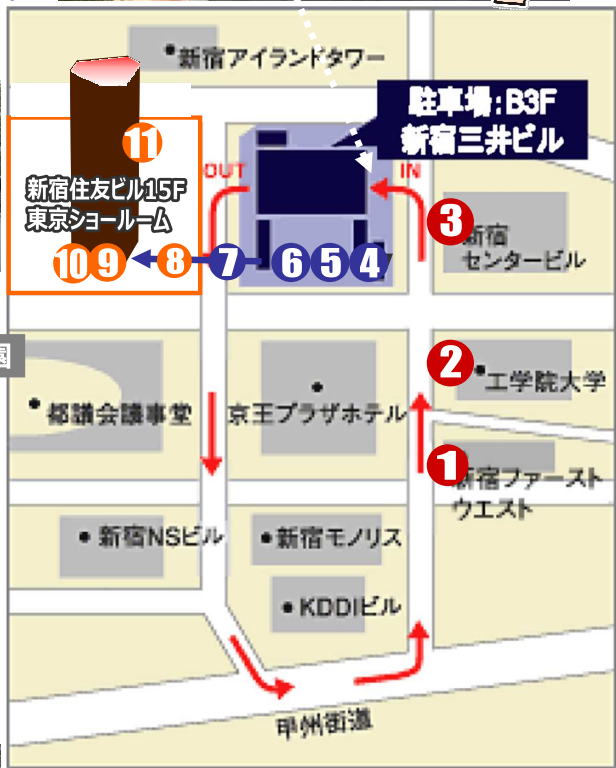 新宿アイランドタワー
駐車場：B3F
新宿三井ビル
11
OUT
IN
新宿住友ビル15F
東京ショールーム
3
新宿
センタービル
10
9
8
7
6
5
4
園
2
工学院大学
都議会議事堂
京王プラザホテル
1
新宿ファースト
ウエスト
新宿NSビル
新宿モノリス
KDDIビル
甲州街道